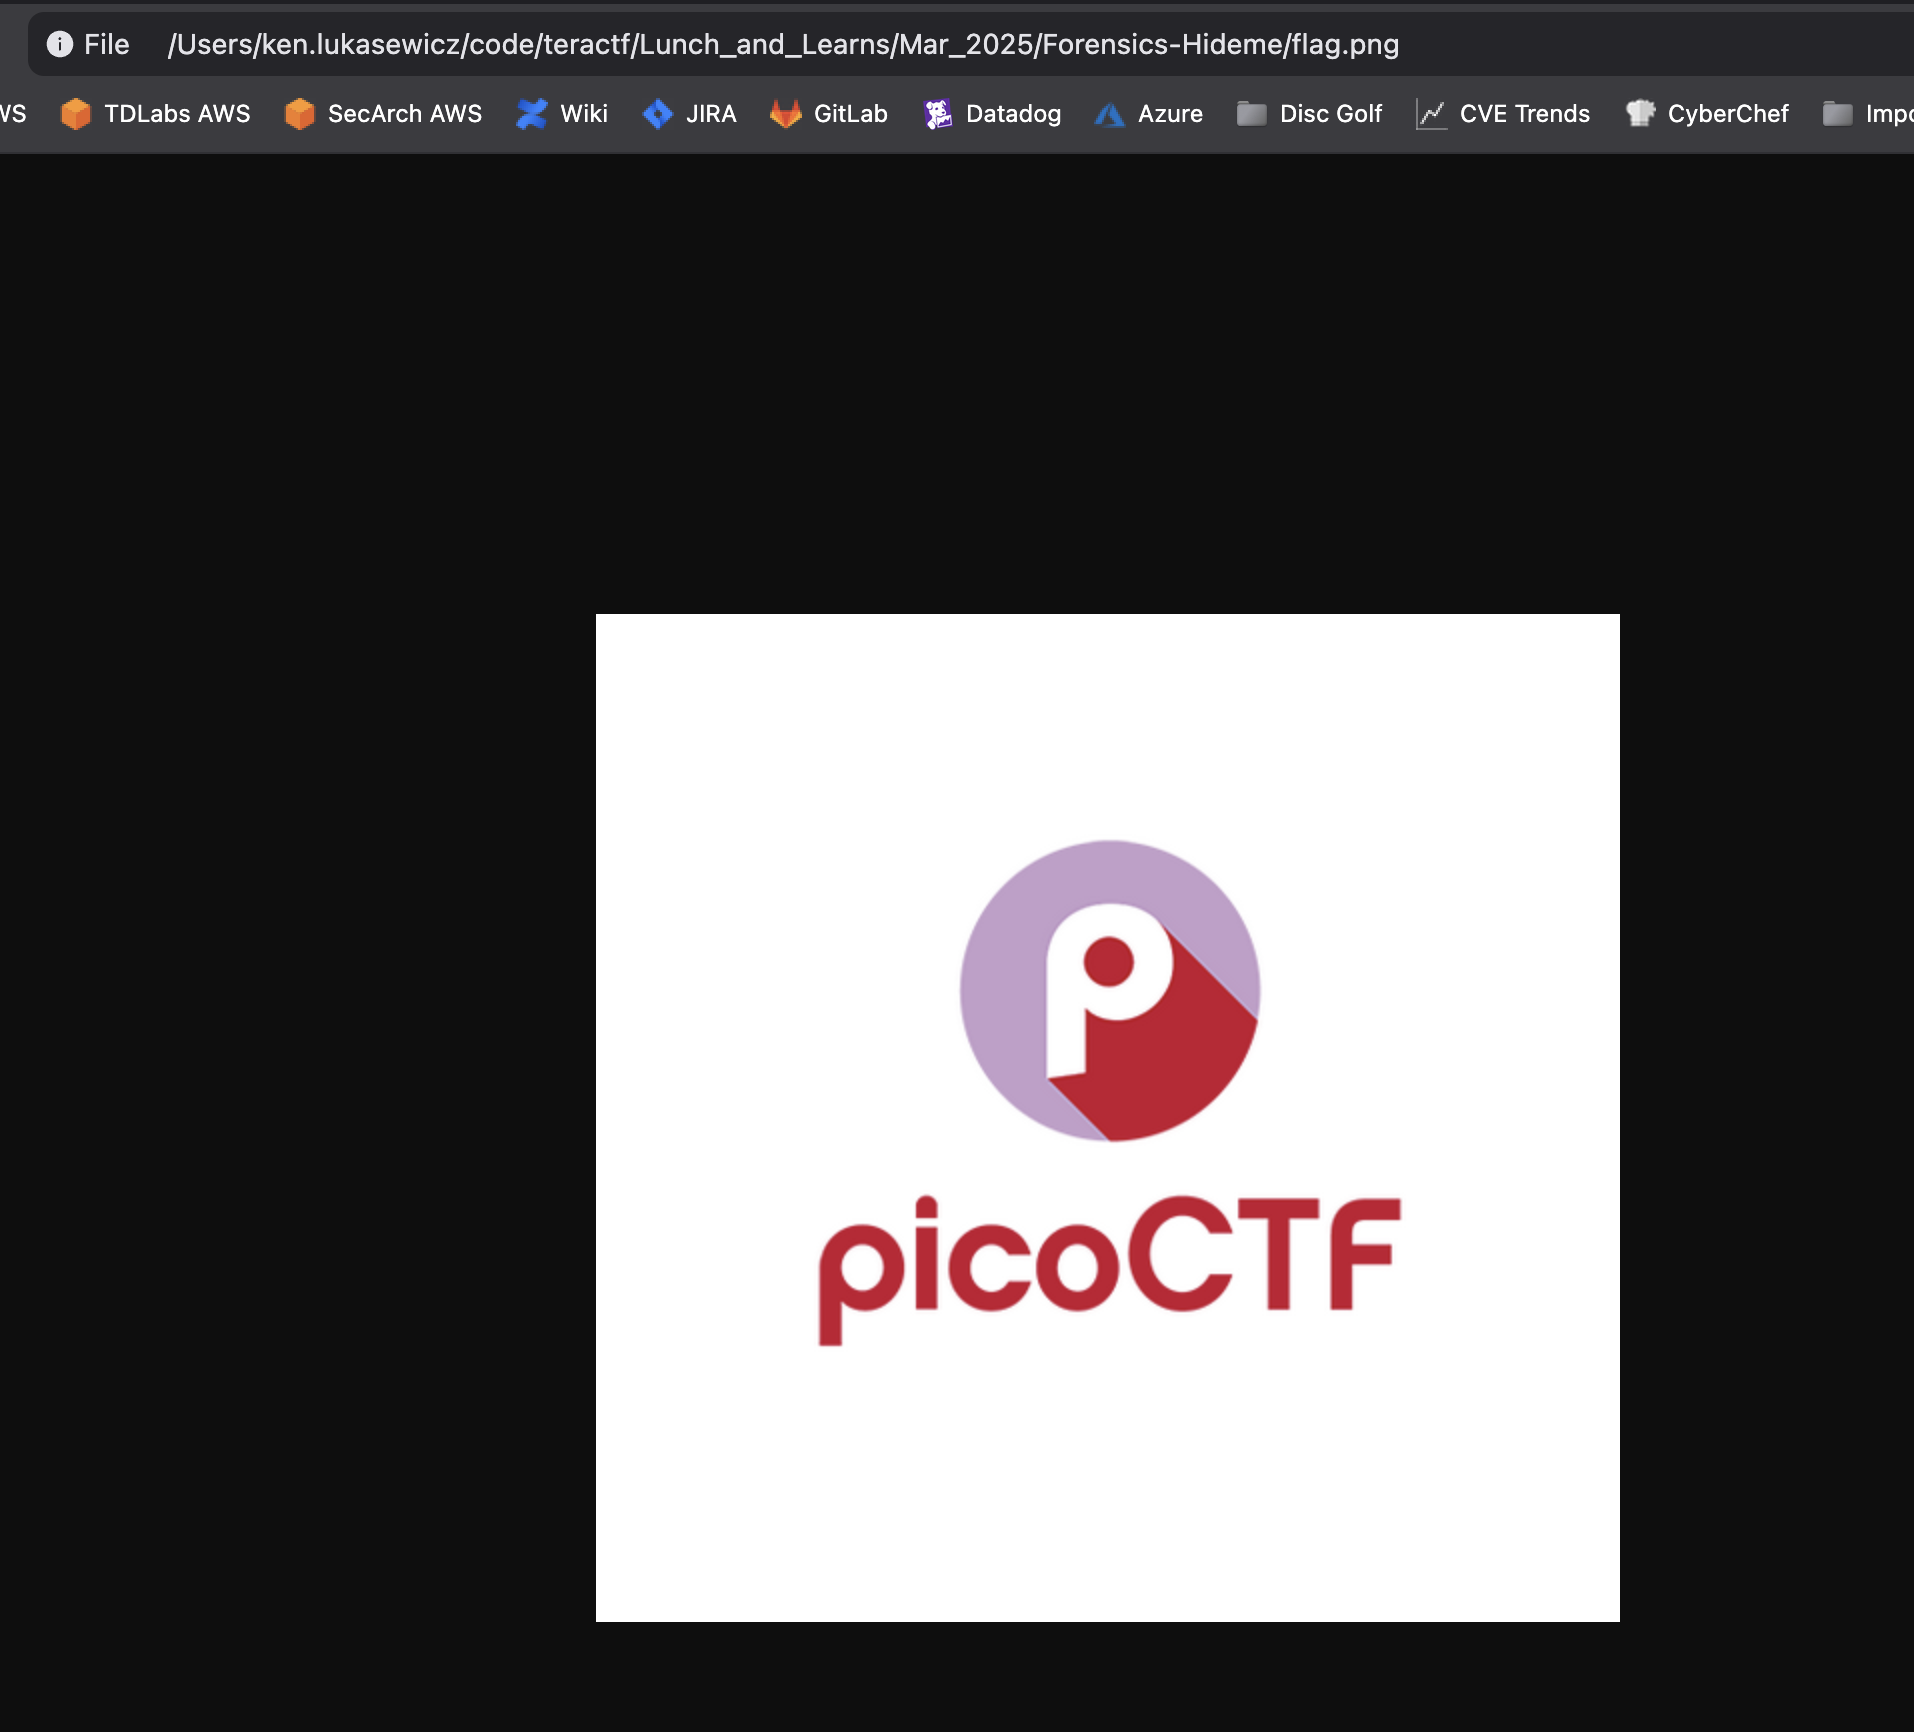 File /Users/ken.lukasewicz/code/teractf/Lunch_and_Learns/Mar_2025/Forensics-Hideme/flag.png
WS TDLabs AWS SecArch AWS Wiki JIRA GitLab Datadog Azure Disc Golf CVE Trends CyberChef Impo
p
picoCTF